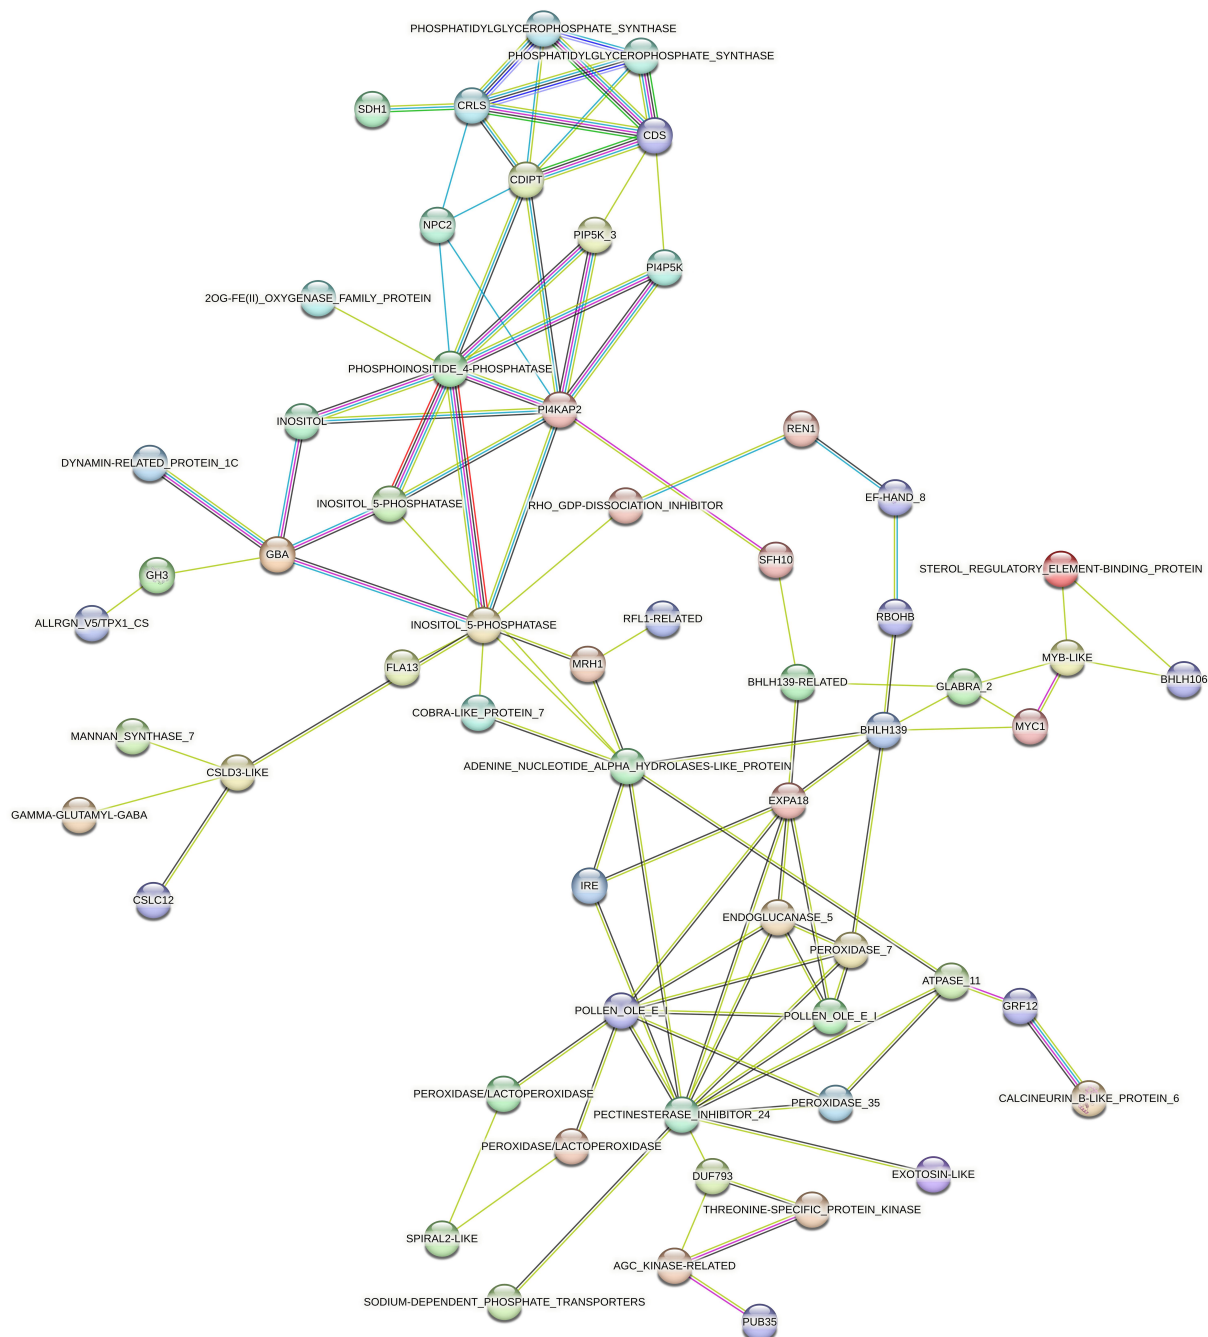 PHOSPHATIDYLGLYCEROPHOSPHATE_SYNTHASE
PHOSPHATIDYLGLYCEROPHOSPHATE_SYNTHASE
SDH1
CRLS
CDS
CDIPT
NPC2
PIP5K_3
PI4P5K
2OG-FE(II)_OXYGENASE_FAMILY_PROTEIN
PHOSPHOINOSITIDE_4-PHOSPHATASE
PI4KAP2
INOSITOL
REN1
DYNAMIN-RELATED_PROTEIN_1C
EF-HAND_8
INOSITOL_5-PHOSPHATASE
RHO_GDP-DISSOCIATION_INHIBITOR
GBA
SFH10
STEROL_REGULATORY_ELEMENT-BINDING_PROTEIN
GH3
ALLRGN_V5/TPX1_CS
RFL1-RELATED
RBOHB
INOSITOL_5-PHOSPHATASE
MYB-LIKE
FLA13
MRH1
BHLH139-RELATED
GLABRA_2
BHLH106
COBRA-LIKE_PROTEIN_7
MYC1
BHLH139
MANNAN_SYNTHASE_7
ADENINE_NUCLEOTIDE_ALPHA_HYDROLASES-LIKE_PROTEIN
CSLD3-LIKE
EXPA18
GAMMA-GLUTAMYL-GABA
IRE
CSLC12
ENDOGLUCANASE_5
PEROXIDASE_7
ATPASE_11
GRF12
POLLEN_OLE_E_I
POLLEN_OLE_E_I
PEROXIDASE/LACTOPEROXIDASE
CALCINEURIN_B-LIKE_PROTEIN_6
PEROXIDASE_35
PECTINESTERASE_INHIBITOR_24
PEROXIDASE/LACTOPEROXIDASE
EXOTOSIN-LIKE
DUF793
THREONINE-SPECIFIC_PROTEIN_KINASE
SPIRAL2-LIKE
AGC_KINASE-RELATED
SODIUM-DEPENDENT_PHOSPHATE_TRANSPORTERS
PUB35